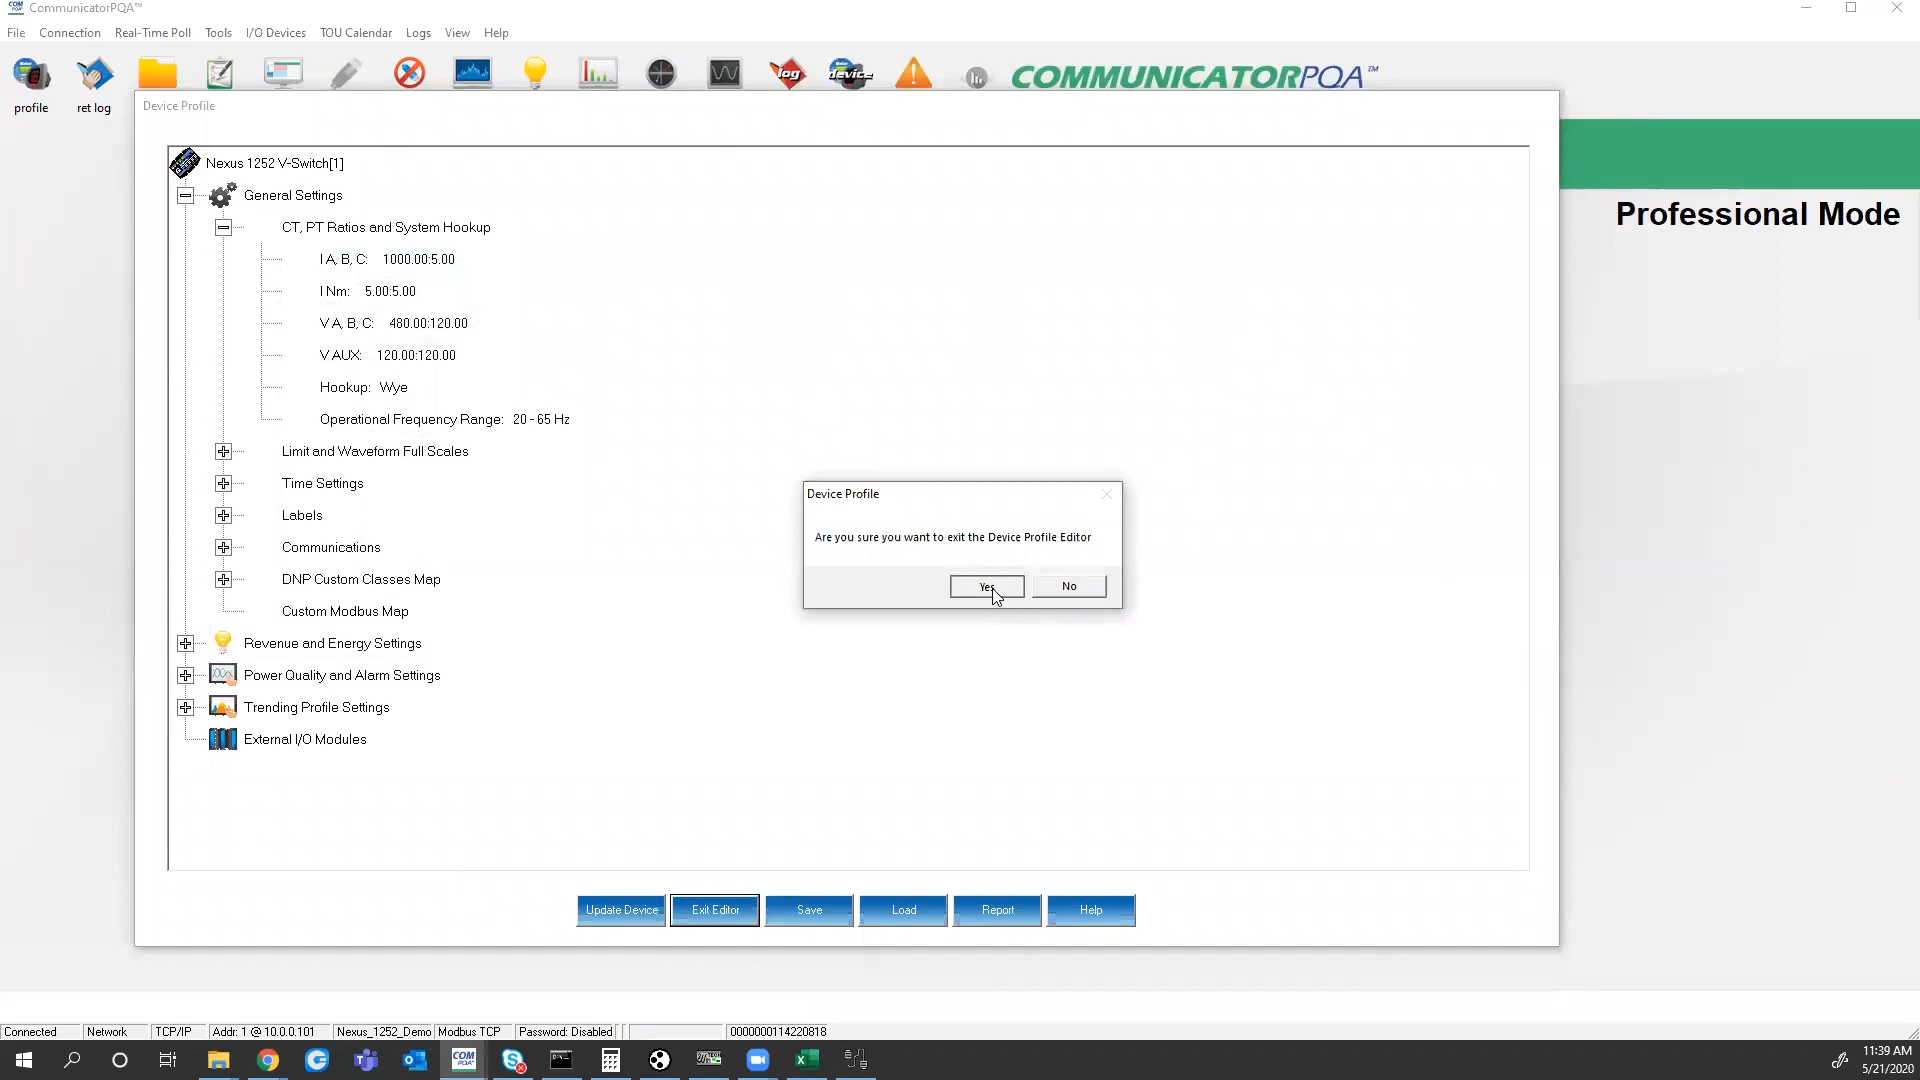 CommunicatorPQA™
File Connection Real-Time Poll Tools I/O Devices TOU Calendar Logs View Help
log
device
COMMUNICATORPQA™
profile
ret log
Device Profile
Nexus 1252 V-Switch[1]
Professional Mode
General Settings
CT, PT Ratios and System Hookup
I A, B, C: 1000.00:5.00
I Nm: 5.00:5.00
V A, B, C: 480.00:120.00
V AUX: 120.00:120.00
Hookup: Wye
Operational Frequency Range: 20 - 65 Hz
Limit and Waveform Full Scales
Time Settings
Labels
Communications
DNP Custom Classes Map
Custom Modbus Map
Revenue and Energy Settings
Power Quality and Alarm Settings
Trending Profile Settings
External I/O Modules
Device Profile
Are you sure you want to exit the Device Profile Editor
Yes No
Update Device Exit Editor Save Load Report Help
Connected Network TCP/IP Addr: 1 @ 10.0.0.101 Nexus_1252_Demo Modbus TCP Password: Disabled 0000000114220818
COM
PQA
11:39 AM
5/21/2020